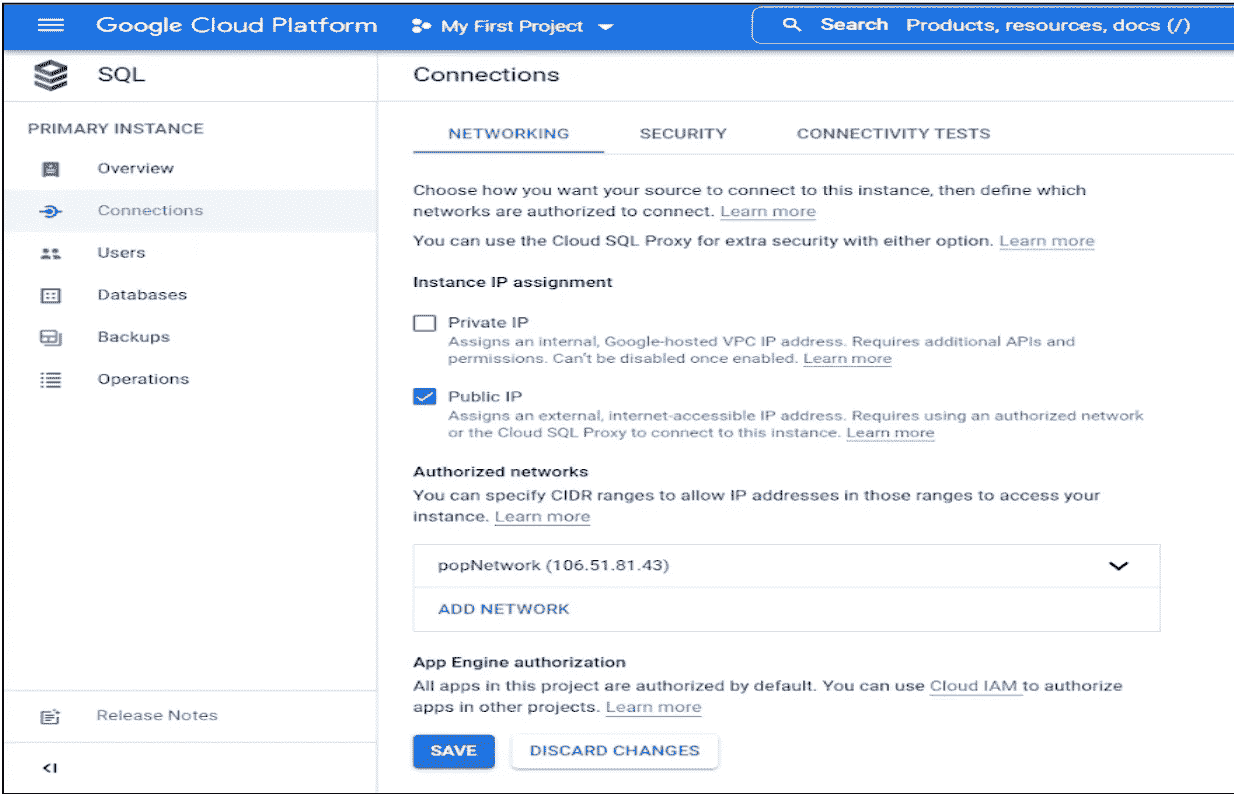 Google Cloud Platform My First Project Search Products, resources, docs (/)
SQL
PRIMARY INSTANCE
Overview
Connections
Users
Databases
Backups
Operations
Release Notes
Connections
NETWORKING SECURITY CONNECTIVITY TESTS
Choose how you want your source to connect to this instance, then define which
networks are authorized to connect. Learn more
You can use the Cloud SQL Proxy for extra security with either option. Learn more
Instance IP assignment
Private IP
Assigns an internal, Google-hosted VPC IP address. Requires additional APIs and
permissions. Can't be disabled once enabled. Learn more
Public IP
Assigns an external, internet-accessible IP address. Requires using an authorized network
or the Cloud SQL Proxy to connect to this instance. Learn more
Authorized networks
You can specify CIDR ranges to allow IP addresses in those ranges to access your
instance. Learn more
popNetwork (106.51.81.43)
ADD NETWORK
App Engine authorization
All apps in this project are authorized by default. You can use Cloud IAM to authorize
apps in other projects. Learn more
SAVE DISCARD CHANGES